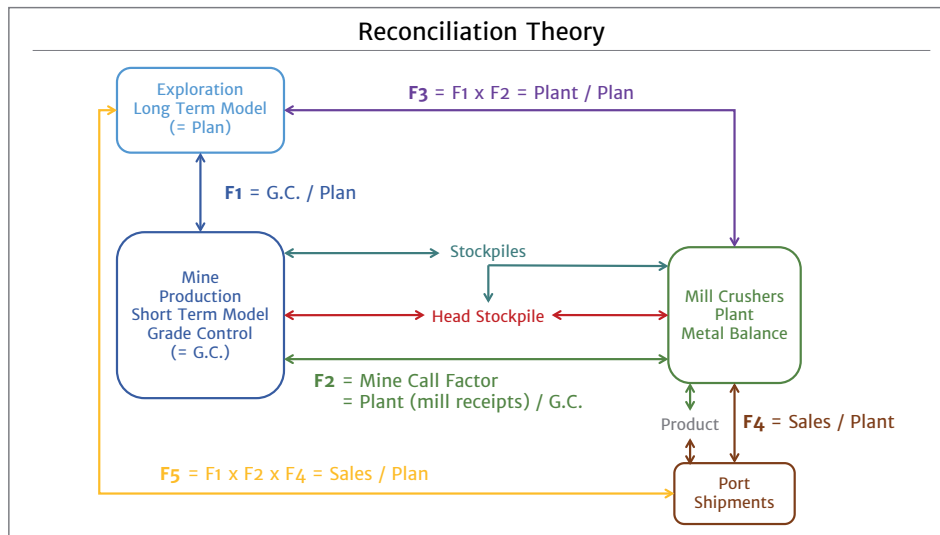 Reconciliation Theory
Exploration
Long Term Model
(= Plan)
F3 = F1 x F2 = Plant / Plan
F1 = G.C. / Plan
Mine
Production
Short Term Model
Grade Control
(= G.C.)
Stockpiles
Head Stockpile
Mill Crushers
Plant
Metal Balance
F2 = Mine Call Factor
= Plant (mill receipts) / G.C.
Product
F4 = Sales / Plant
F5 = F1 x F2 x F4 = Sales / Plan
Port
Shipments